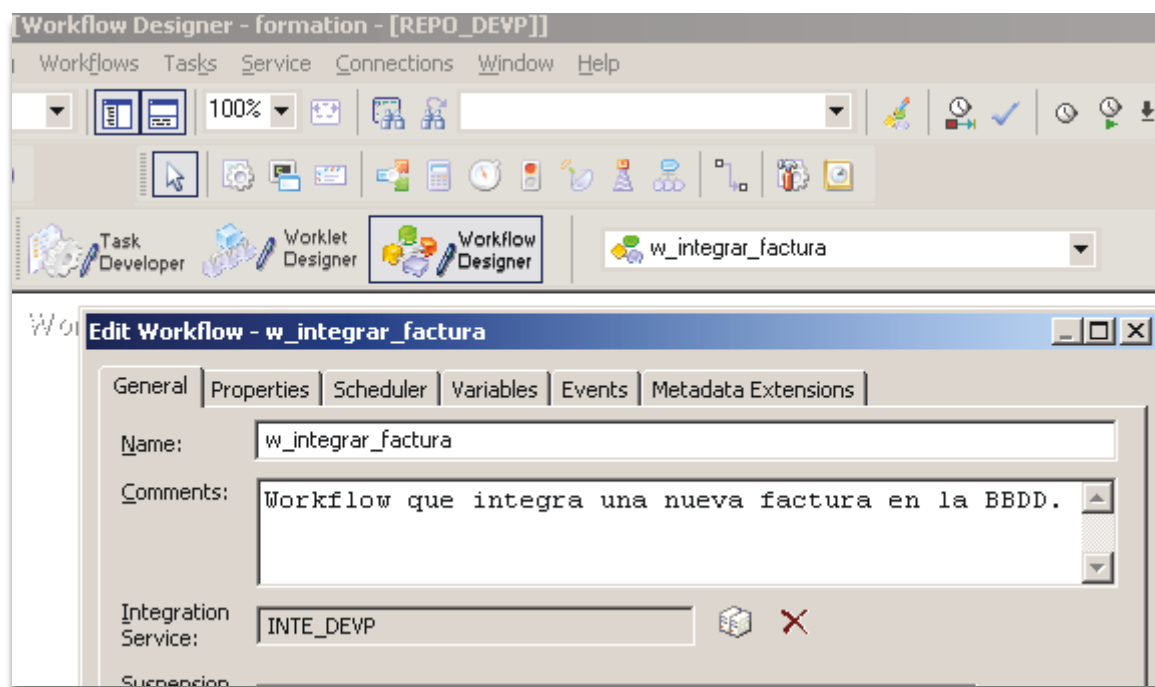 [Workflow Designer - formation - [REPO_DEVP]]
Workflows Tasks Service Connections Window Help
100%
Task Developer
Worklet Designer
Workflow Designer
w_integrar_factura
Edit Workflow - w_integrar_factura
General Properties Scheduler Variables Events Metadata Extensions
Name: w_integrar_factura
Comments: Workflow que integra una nueva factura en la BBDD.
Integration
Service: INTE_DEVP
Suspension